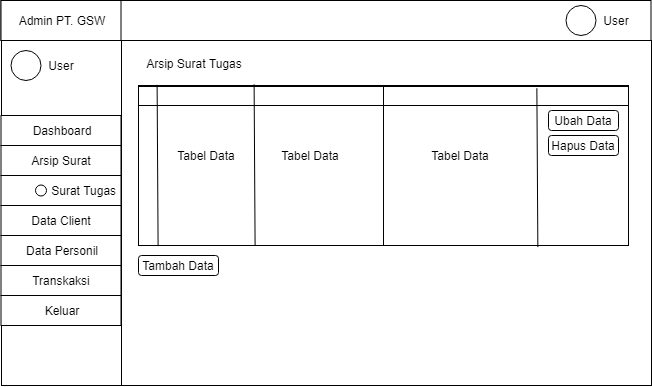 Admin PT. GSW
User
User
Arsip Surat Tugas
Dashboard
Arsip Surat
Surat Tugas
Data Client
Data Personil
Transkaksi
Keluar
Tabel Data
Tabel Data
Tabel Data
Ubah Data
Hapus Data
Tambah Data